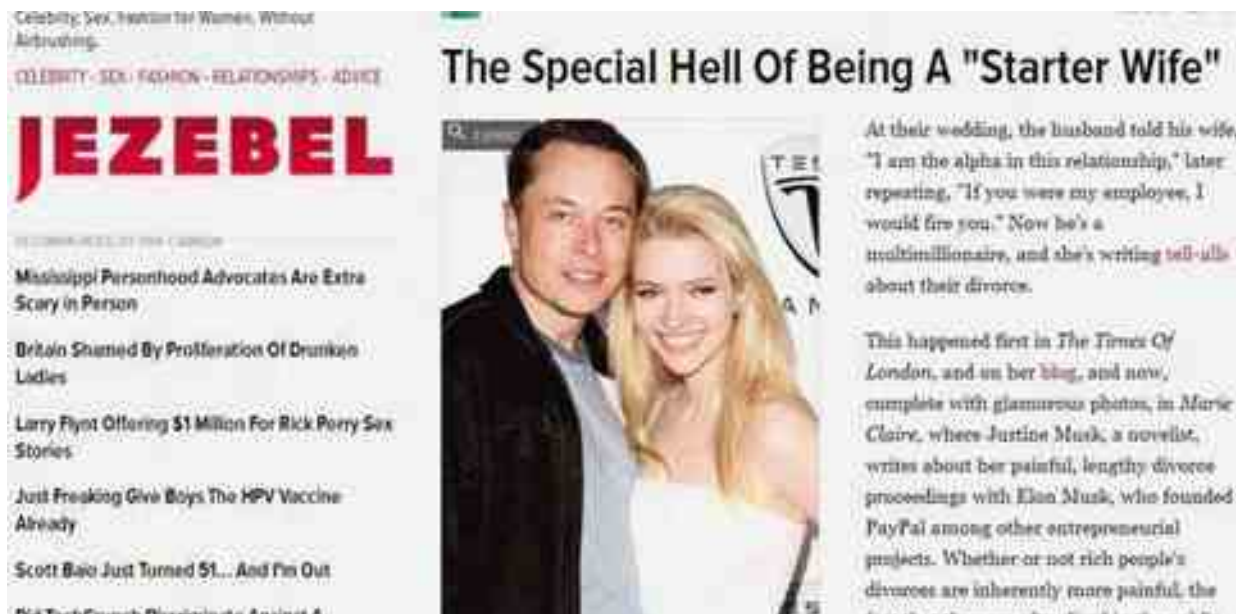 Celebrity, Sex, Fashion for Women. Without
Airbrushing.
CELEBRITY · SEX · FASHION · RELATIONSHIPS · ADVICE
JEZEBEL
Mississippi Personhood Advocates Are Extra
Scary in Person
Britain Shamed By Proliferation Of Drunken
Ladies
Larry Flynt Offering $1 Million For Rick Perry Sex
Stories
Just Freaking Give Boys The HPV Vaccine
Already
Scott Baio Just Turned 51... And I'm Out
The Special Hell Of Being A "Starter Wife"
TES
At their wedding, the husband told his wife,
"I am the alpha in this relationship," later
repeating, "If you were my employee, I
would fire you." Now he's a
multimillionaire, and she's writing tell-alls
about their divorce.
This happened first in The Times Of
London, and on her blog, and now,
complete with glamorous photos, in Marie
Claire, where Justine Musk, a novelist,
writes about her painful, lengthy divorce
proceedings with Elon Musk, who founded
PayPal among other entrepreneurial
projects. Whether or not rich people's
divorces are inherently more painful, the